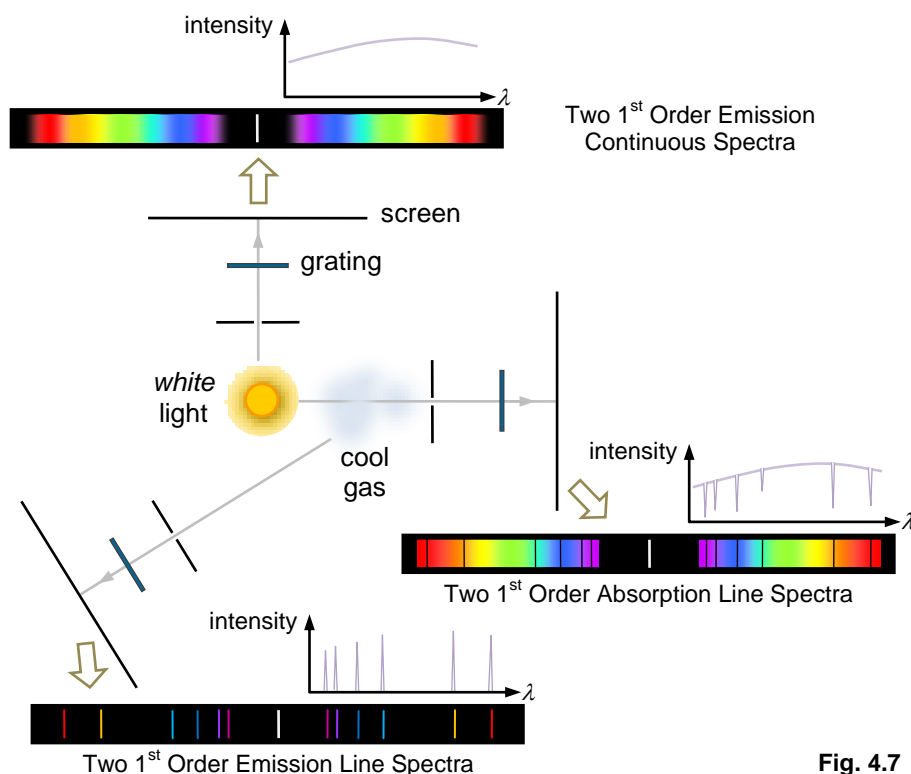 intensity
λ
Two 1st Order Emission
Continuous Spectra
screen
grating
white
light
cool
gas
intensity
λ
Two 1st Order Absorption Line Spectra
intensity
λ
Two 1st Order Emission Line Spectra
Fig. 4.7